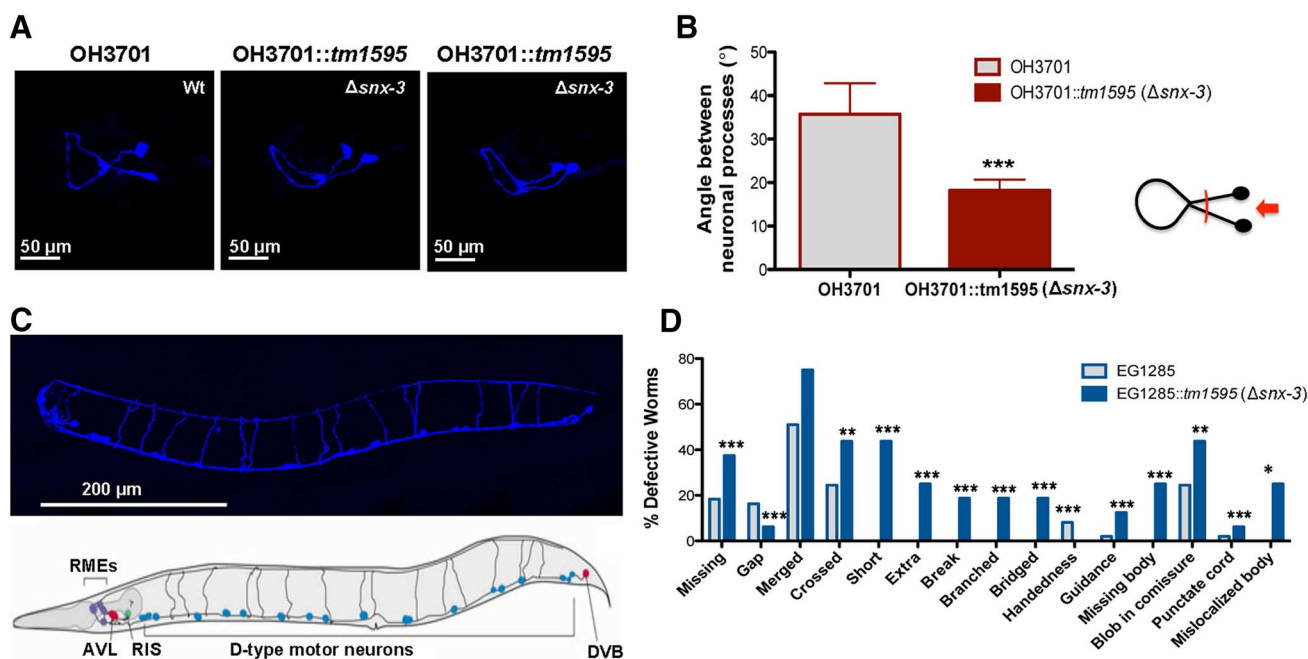 A
OH3701
OH3701::tm1595
OH3701::tm1595
Wt
Δsnx-3
Δsnx-3
50 µm
50 µm
50 µm
B
Angle between
neuronal processes (°)
50
40
30
20
10
0
OH3701
OH3701::tm1595 (Δsnx-3)
***
OH3701
OH3701::tm1595 (Δsnx-3)
C
200 µm
RMEs
AVL
RIS
D-type motor neurons
DVB
D
% Defective Worms
80
60
40
20
0
EG1285
EG1285::tm1595 (Δsnx-3)
***
***
**
***
***
***
***
***
***
***
***
**
***
*
Missing
Gap
Merged
Crossed
Short
Extra
Break
Branched
Bridged
Handedness
Guidance
Missing body
Blob in comissure
Punctate cord
Mislocalized body